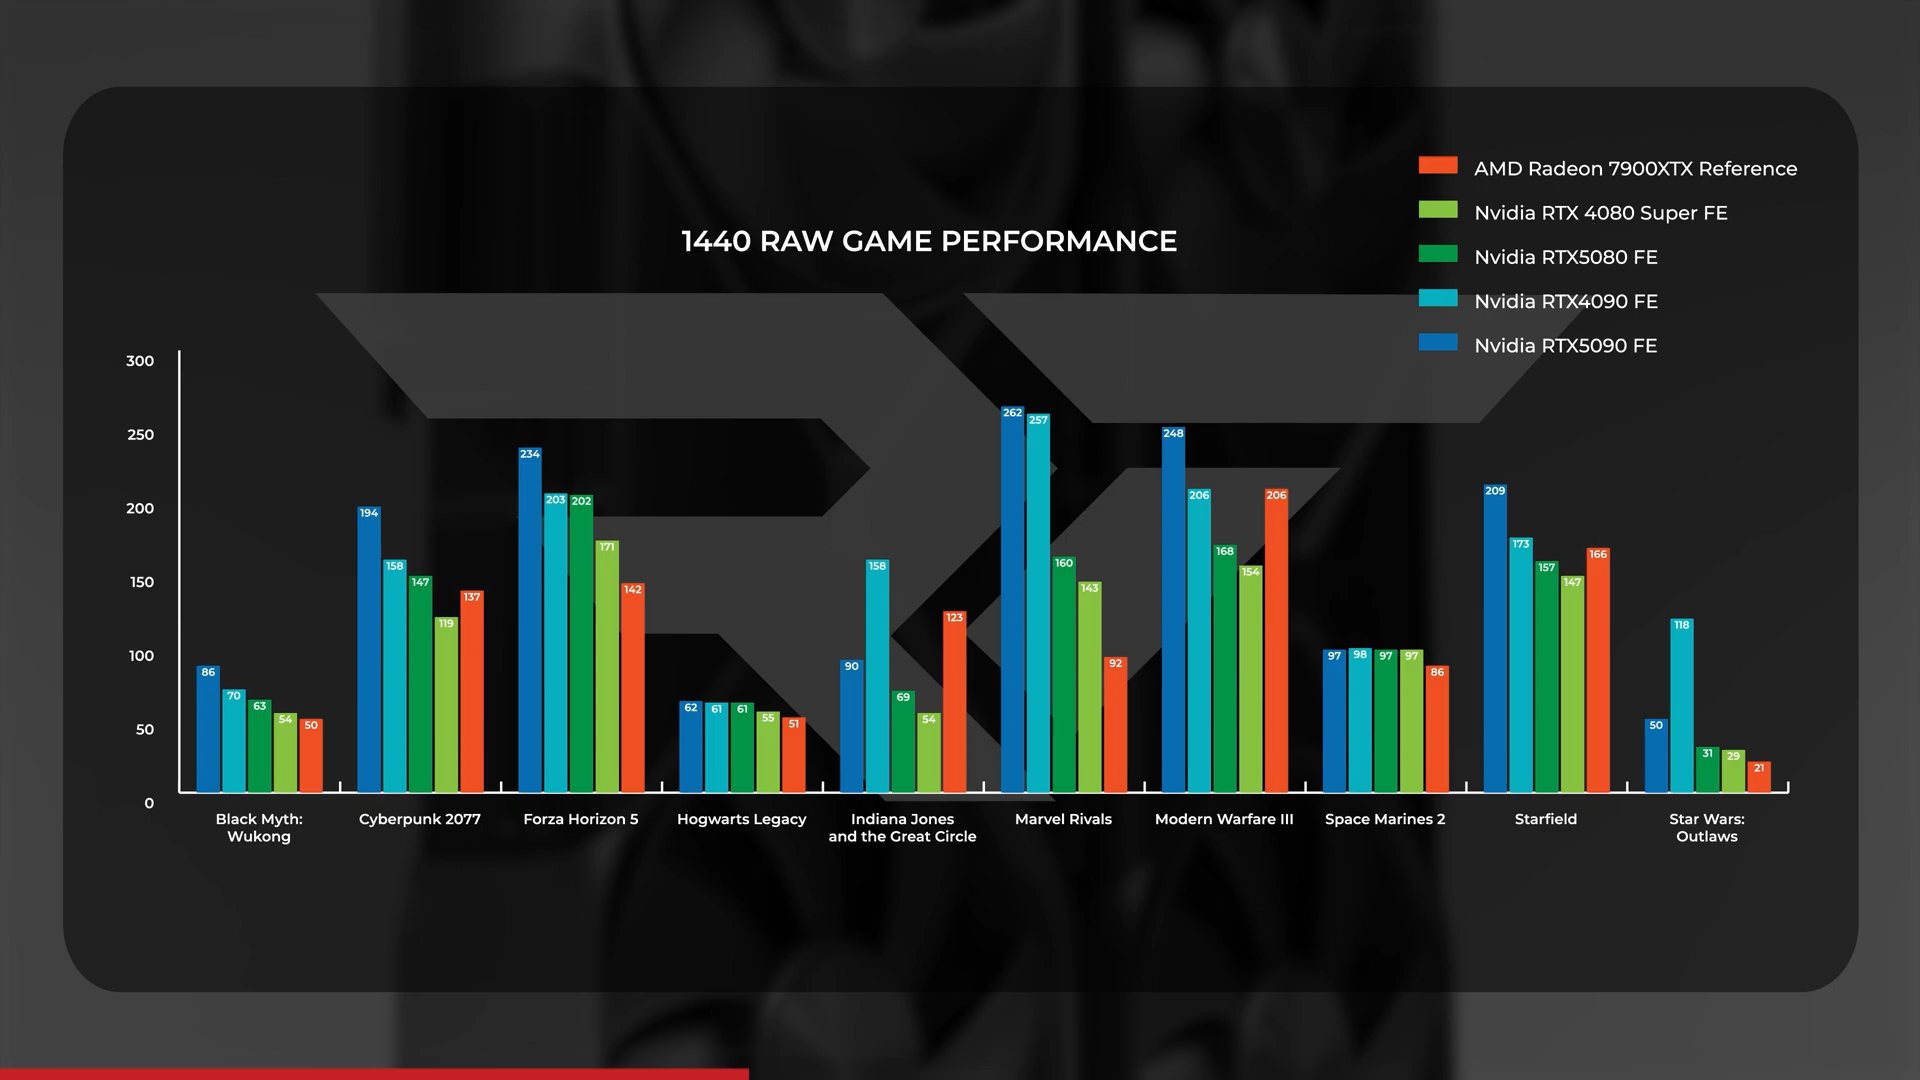 AMD Radeon 7900XTX Reference
Nvidia RTX 4080 Super FE
1440 RAW GAME PERFORMANCE
Nvidia RTX5080 FE
Nvidia RTX4090 FE
Nvidia RTX5090 FE
300
250
200
150
100
50
0
86 70 63 54 50
194 158 147 119 137
234 203 202 171 142
62 61 61 55 51
90 158 69 54 123
262 257 160 143 92
248 206 168 154 206
97 98 97 97 86
209 173 157 147 166
50 118 31 29 21
Black Myth:
Wukong
Cyberpunk 2077
Forza Horizon 5
Hogwarts Legacy
Indiana Jones
and the Great Circle
Marvel Rivals
Modern Warfare III
Space Marines 2
Starfield
Star Wars:
Outlaws